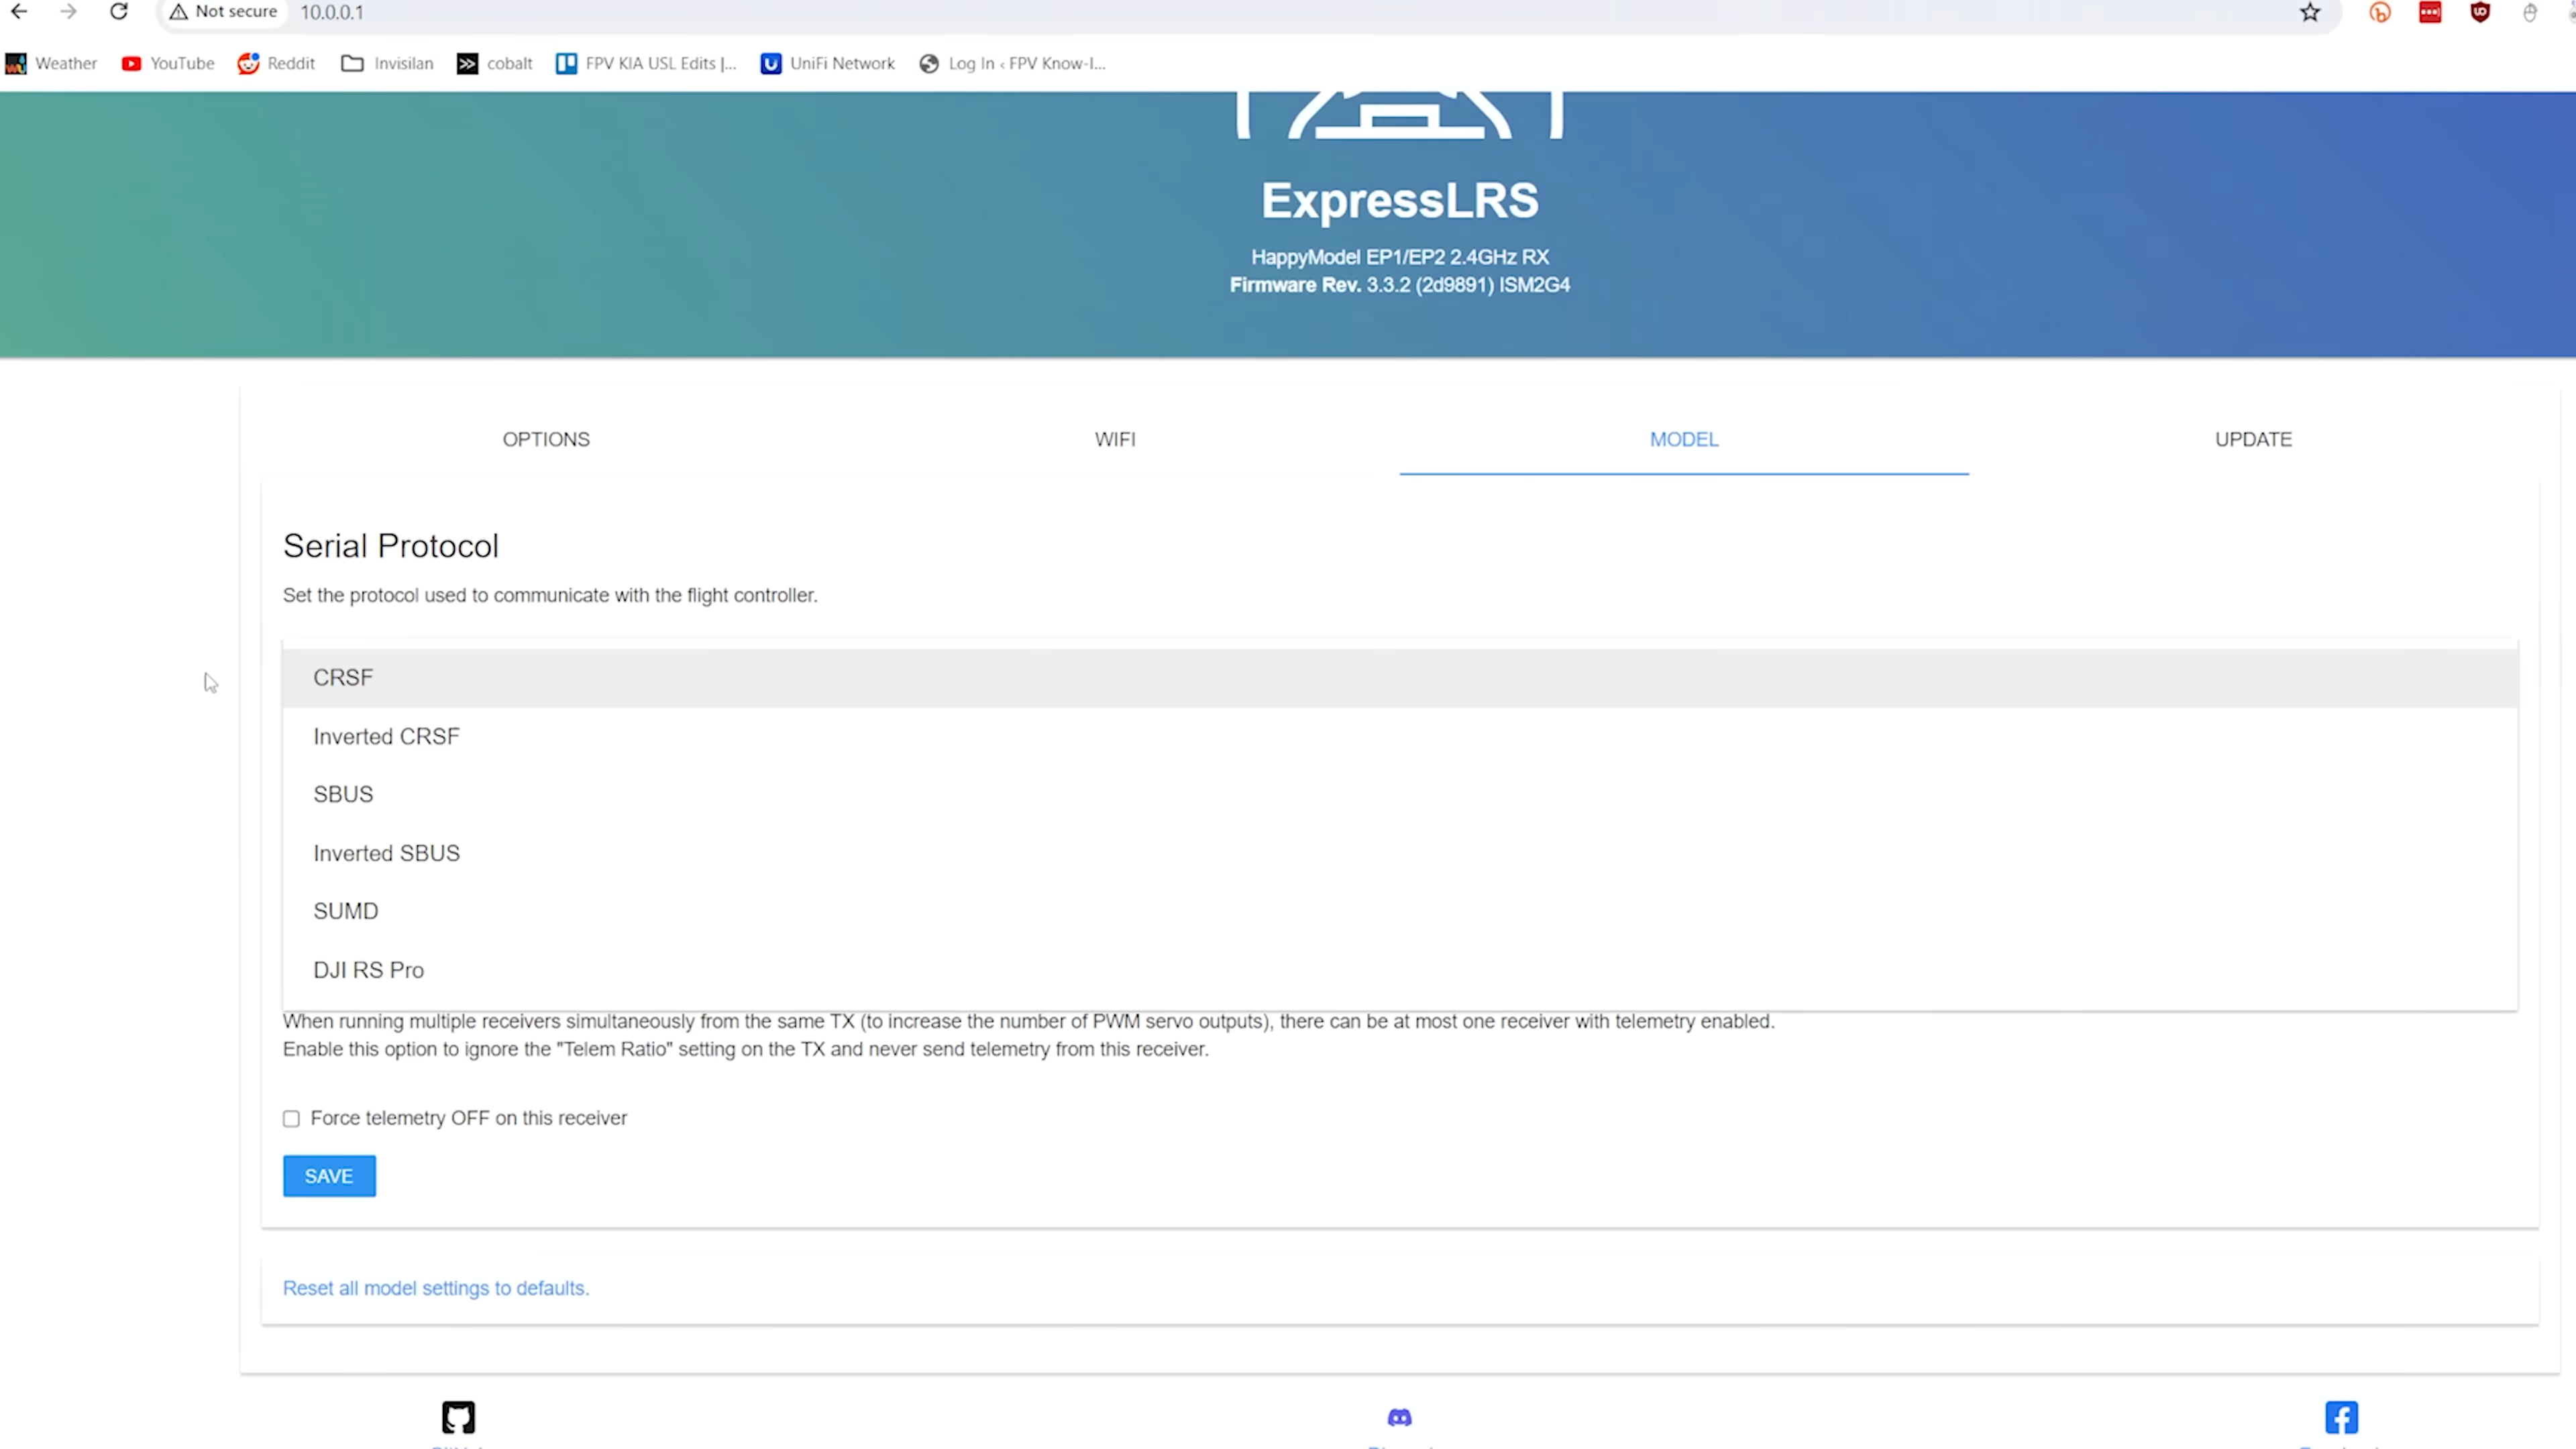 Not secure 10.0.0.1
Weather YouTube Reddit Invisilan cobalt FPV KIA USL Edits |... UniFi Network Log In ‹ FPV Know-I...
ExpressLRS
HappyModel EP1/EP2 2.4GHz RX
Firmware Rev. 3.3.2 (2d9891) ISM2G4
OPTIONS WIFI MODEL UPDATE
Serial Protocol
Set the protocol used to communicate with the flight controller.
CRSF
Inverted CRSF
SBUS
Inverted SBUS
SUMD
DJI RS Pro
When running multiple receivers simultaneously from the same TX (to increase the number of PWM servo outputs), there can be at most one receiver with telemetry enabled.
Enable this option to ignore the "Telem Ratio" setting on the TX and never send telemetry from this receiver.
Force telemetry OFF on this receiver
SAVE
Reset all model settings to defaults.